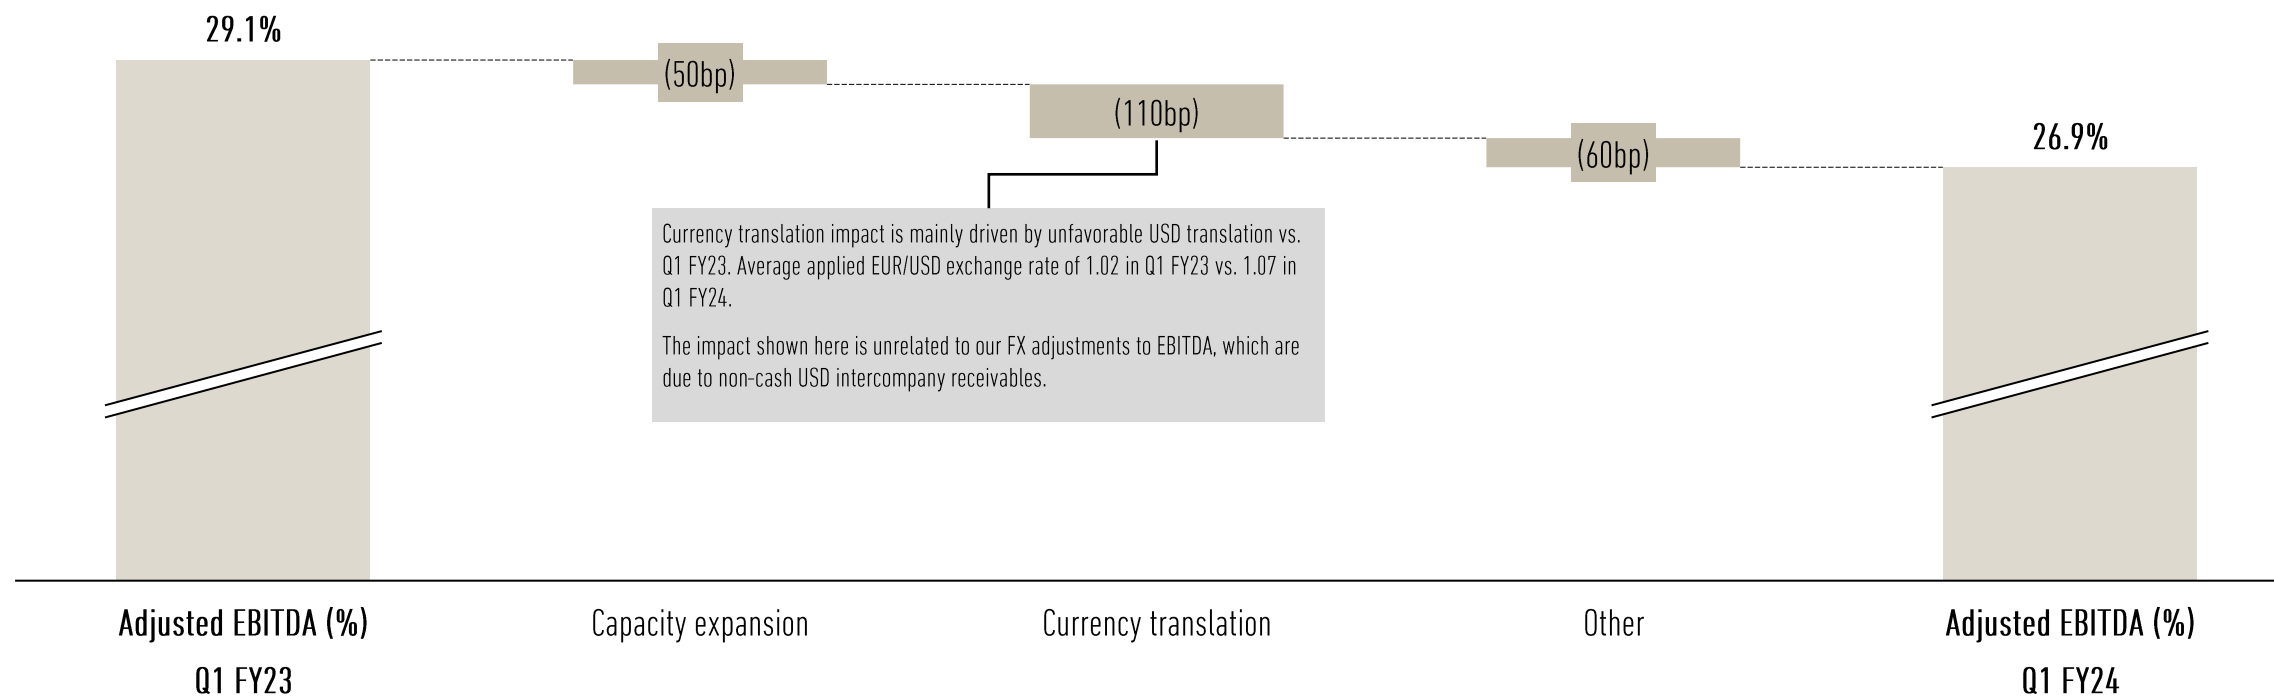 29.1%
(50bp)
(110bp)
(60bp)
26.9%
Currency translation impact is mainly driven by unfavorable USD translation vs.
Q1 FY23. Average applied EUR/USD exchange rate of 1.02 in Q1 FY23 vs. 1.07 in
Q1 FY24.
The impact shown here is unrelated to our FX adjustments to EBITDA, which are
due to non-cash USD intercompany receivables.
Adjusted EBITDA (%)
Q1 FY23
Capacity expansion
Currency translation
Other
Adjusted EBITDA (%)
Q1 FY24